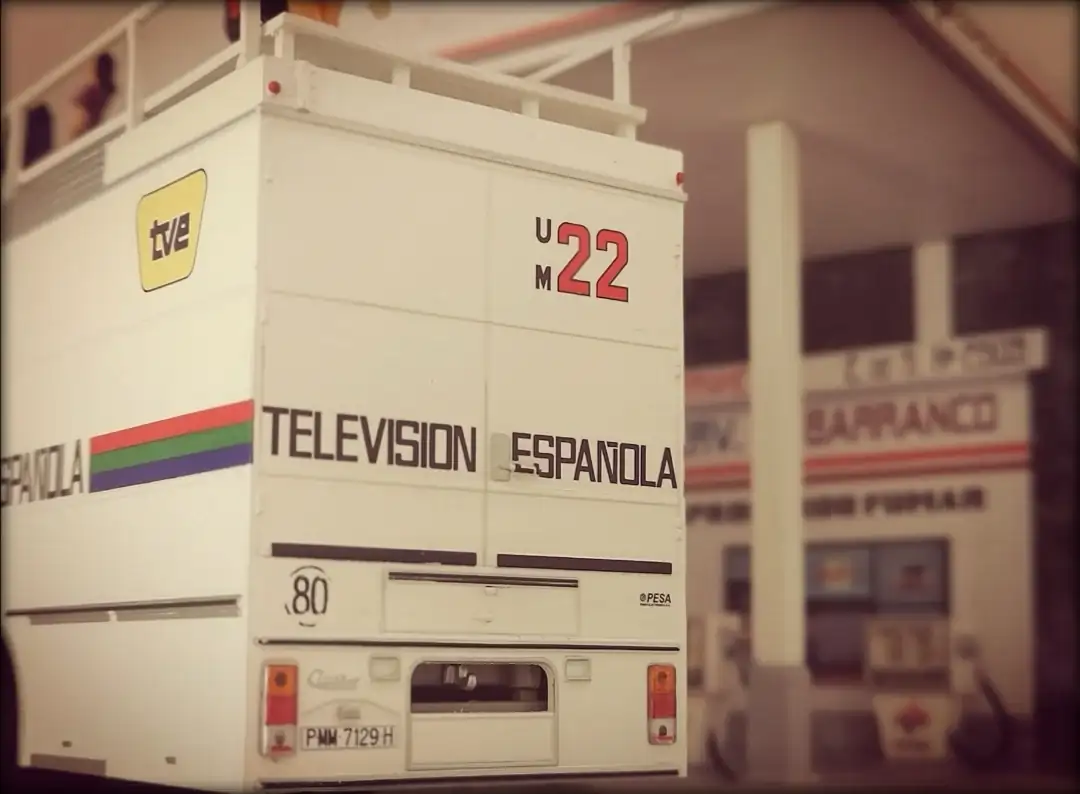 tve
U
M 22
TELEVISION ESPAÑOLA
ESPAÑOLA
80
PESA
PMM 7129 H
BARRANCO